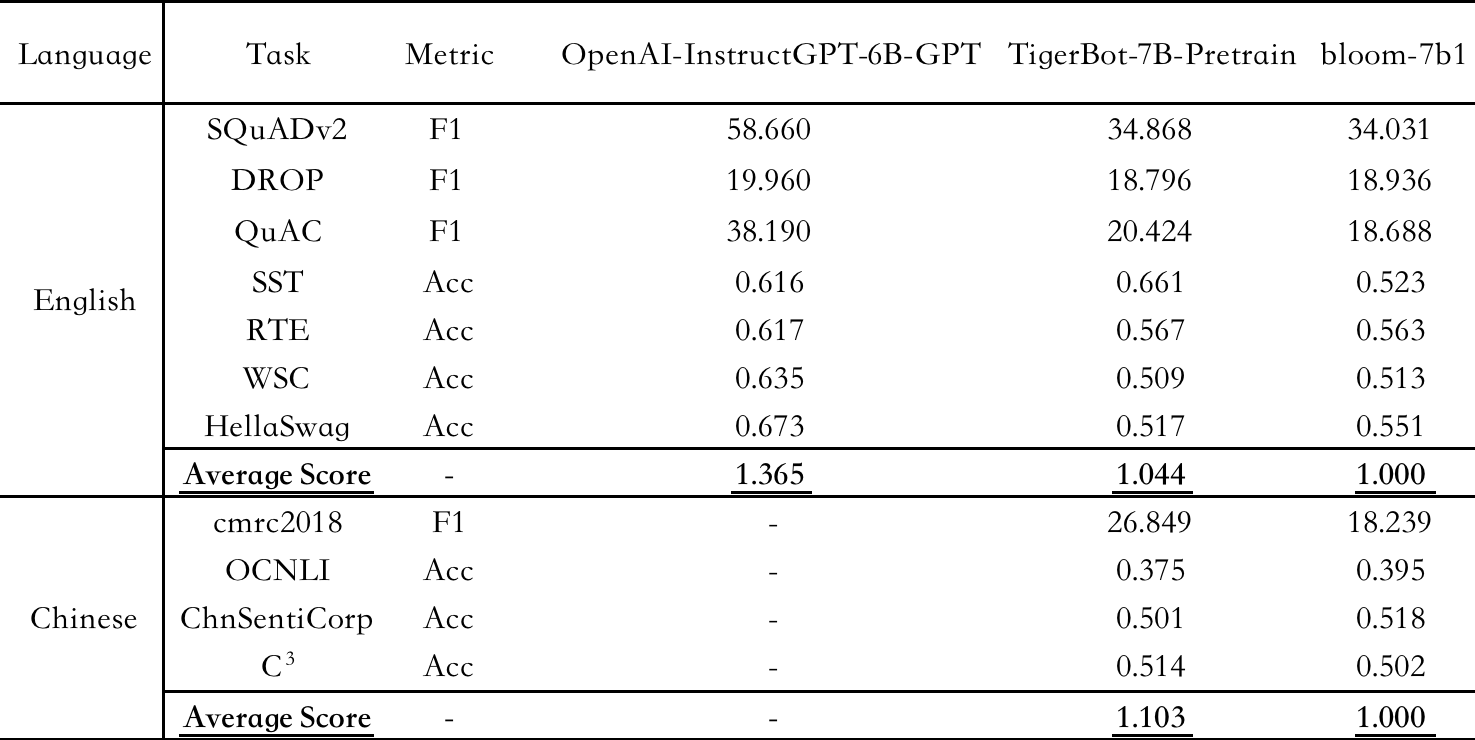 Language Task Metric OpenAI-InstructGPT-6B-GPT TigerBot-7B-Pretrain bloom-7b1
SQuADv2 F1 58.660 34.868 34.031
DROP F1 19.960 18.796 18.936
QuAC F1 38.190 20.424 18.688
SST Acc 0.616 0.661 0.523
English
RTE Acc 0.617 0.567 0.563
WSC Acc 0.635 0.509 0.513
HellaSwag Acc 0.673 0.517 0.551
Average Score - 1.365 1.044 1.000
cmrc2018 F1 - 26.849 18.239
OCNLI Acc - 0.375 0.395
Chinese ChnSentiCorp Acc - 0.501 0.518
C³ Acc - 0.514 0.502
Average Score - - 1.103 1.000